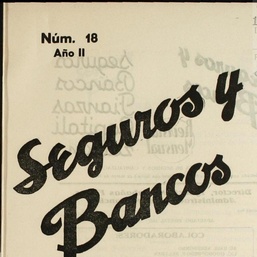 Núm. 18
Año II
Seguros y
Bancos